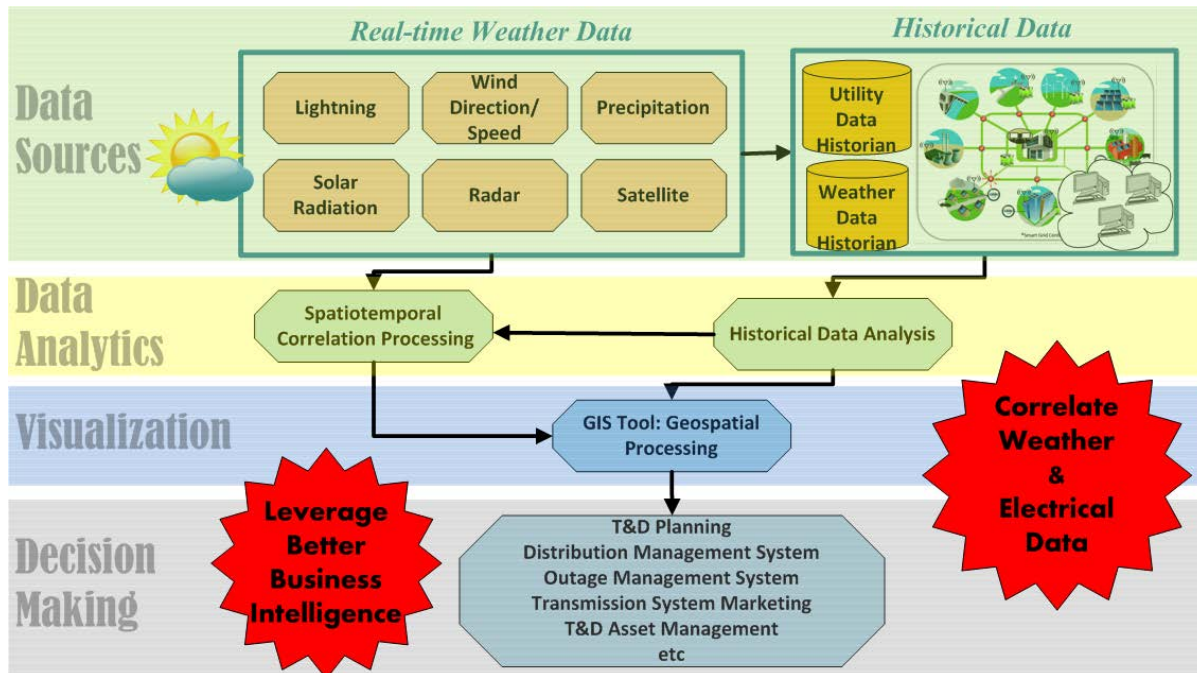 Real-time Weather Data
Historical Data
Data
Sources
Lightning
Wind
Direction/
Speed
Precipitation
Solar
Radiation
Radar
Satellite
Utility
Data
Historian
Weather
Data
Historian
Data
Analytics
Spatiotemporal
Correlation Processing
Historical Data Analysis
Visualization
GIS Tool: Geospatial
Processing
Correlate
Weather
&
Electrical
Data
Decision
Making
Leverage
Better
Business
Intelligence
T&D Planning
Distribution Management System
Outage Management System
Transmission System Marketing
T&D Asset Management
etc